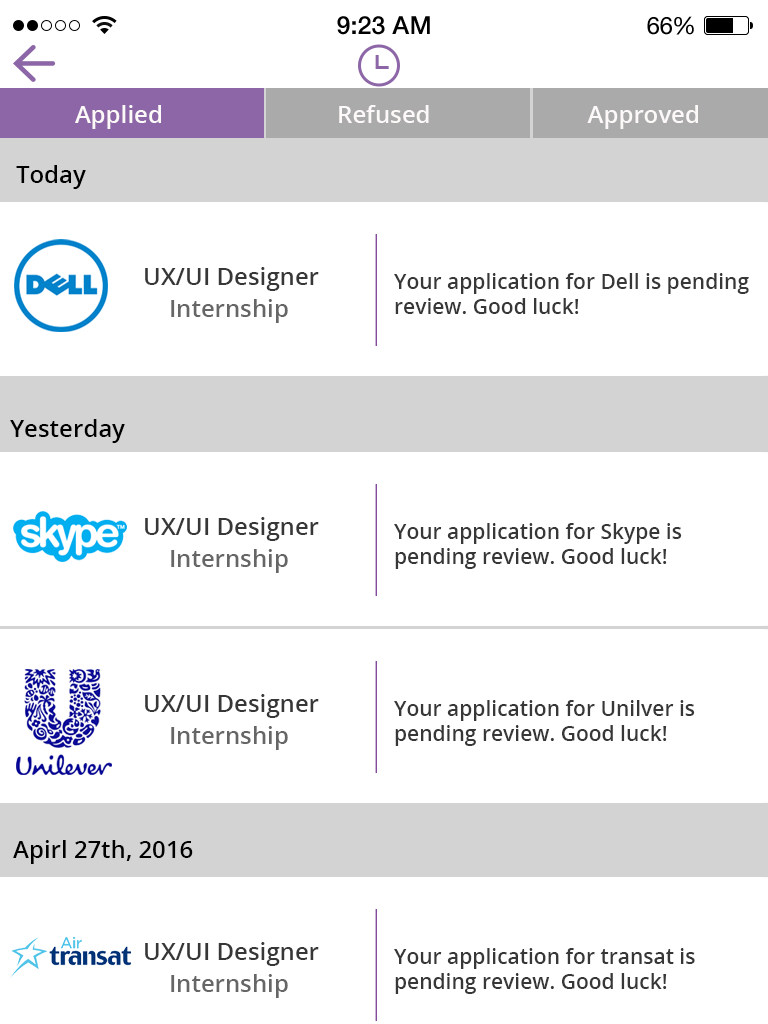 9:23 AM
66%
Applied
Refused
Approved
Today
DELL
UX/UI Designer
Internship
Your application for Dell is pending
review. Good luck!
Yesterday
skype™
UX/UI Designer
Internship
Your application for Skype is
pending review. Good luck!
Unilever
UX/UI Designer
Internship
Your application for Unilver is
pending review. Good luck!
Apirl 27th, 2016
Air
transat
UX/UI Designer
Internship
Your application for transat is
pending review. Good luck!